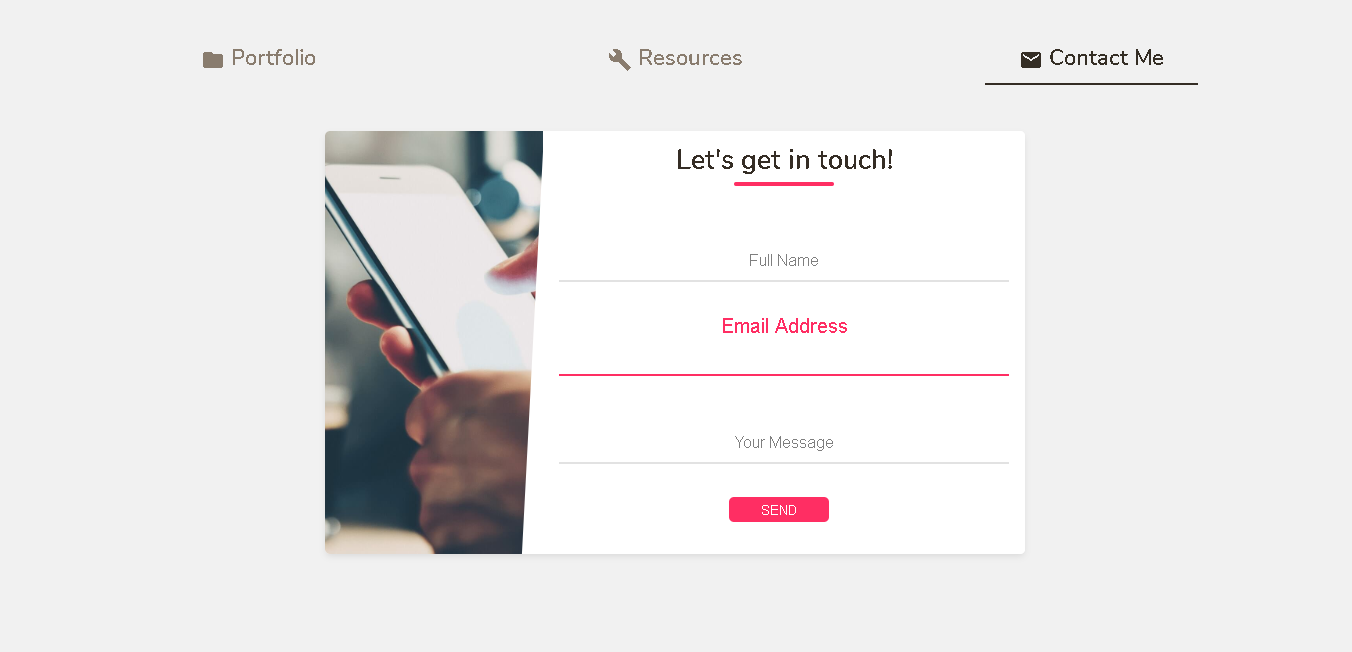 Portfolio
Resources
Contact Me
Let's get in touch!
Full Name
Email Address
Your Message
SEND